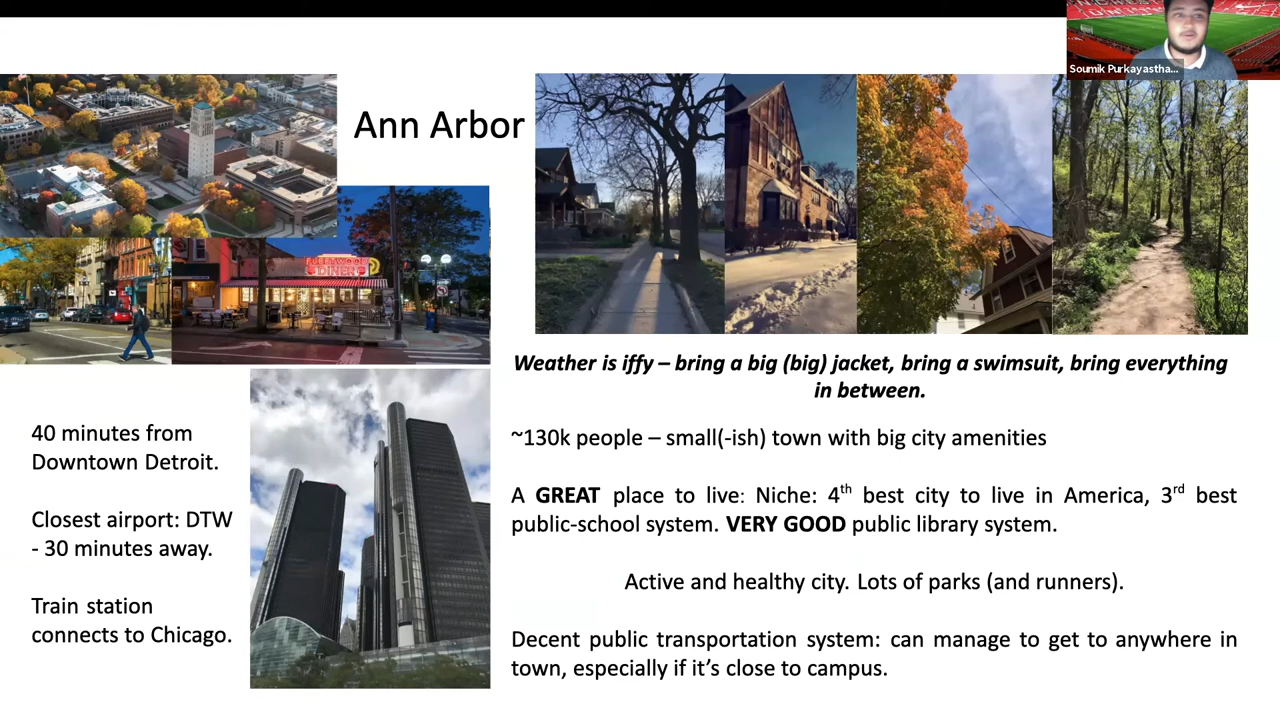 Soumik Purkayastha...
Ann Arbor
FLEETWOOD
DINER
Weather is iffy – bring a big (big) jacket, bring a swimsuit, bring everything
in between.
40 minutes from
Downtown Detroit.
Closest airport: DTW
- 30 minutes away.
Train station
connects to Chicago.
~130k people – small(-ish) town with big city amenities
A GREAT place to live: Niche: 4th best city to live in America, 3rd best
public-school system. VERY GOOD public library system.
Active and healthy city. Lots of parks (and runners).
Decent public transportation system: can manage to get to anywhere in
town, especially if it’s close to campus.